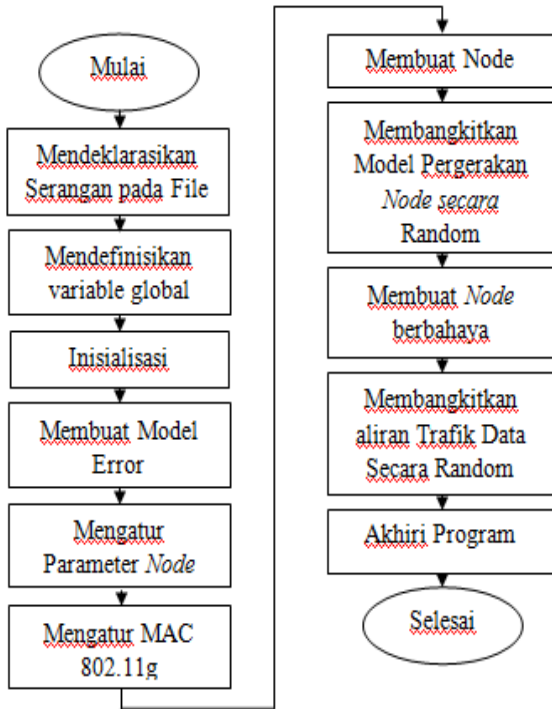 Mulai
Mendeklarasikan
Serangan pada File
Mendefinisikan
variable global
Inisialisasi
Membuat Model
Error
Mengatur
Parameter Node
Mengatur MAC
802.11g
Membuat Node
Membangkitkan
Model Pergerakan
Node secara
Random
Membuat Node
berbahaya
Membangkitkan
aliran Trafik Data
Secara Random
Akhiri Program
Selesai